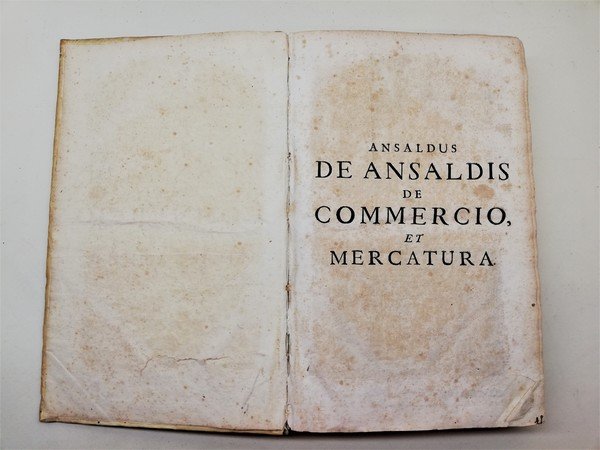 ANSALDUS
DE ANSALDIS
DE
COMMERCIO,
ET
MERCATURA.